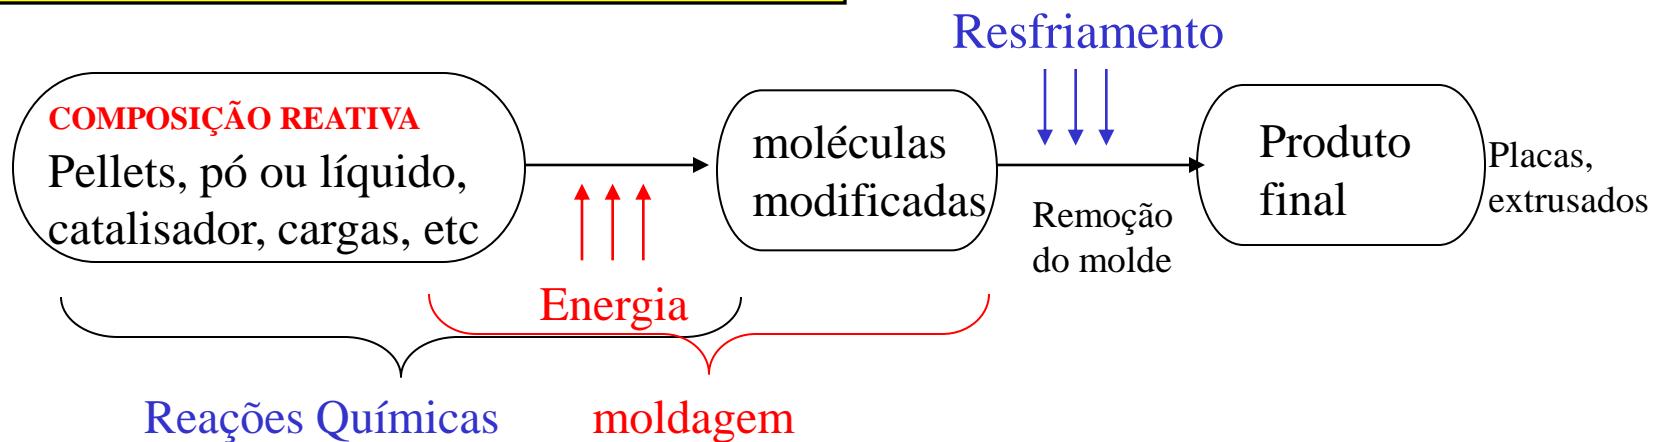 Resfriamento
COMPOSIÇÃO REATIVA
Pellets, pó ou líquido,
catalisador, cargas, etc
moléculas
modificadas
Produto
final
Placas,
extrusados
Remoção
do molde
Energia
Reações Químicas
moldagem